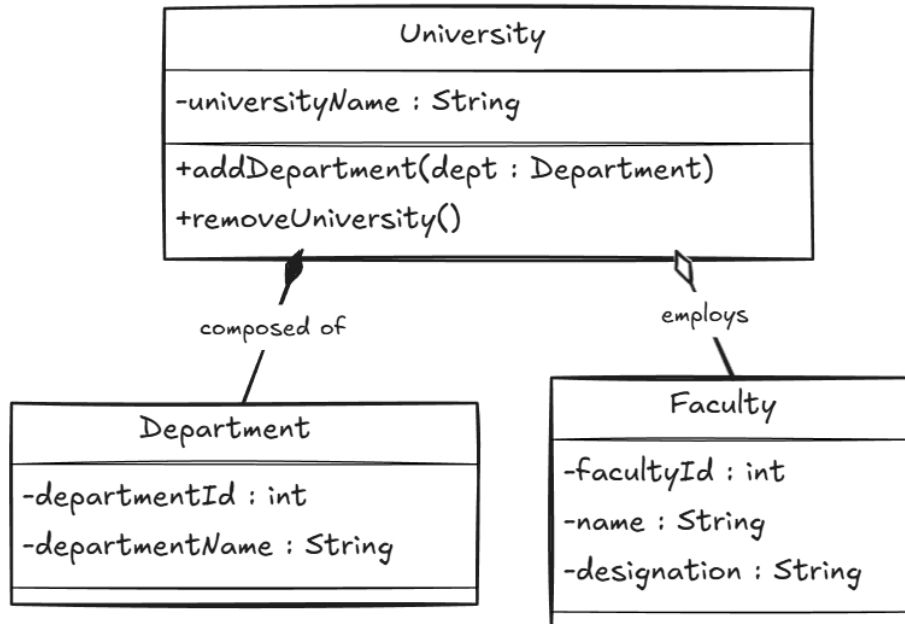 University
-universityName : String
+addDepartment(dept : Department)
+removeUniversity()
composed of
employs
Department
-departmentId : int
-departmentName : String
Faculty
-facultyId : int
-name : String
-designation : String